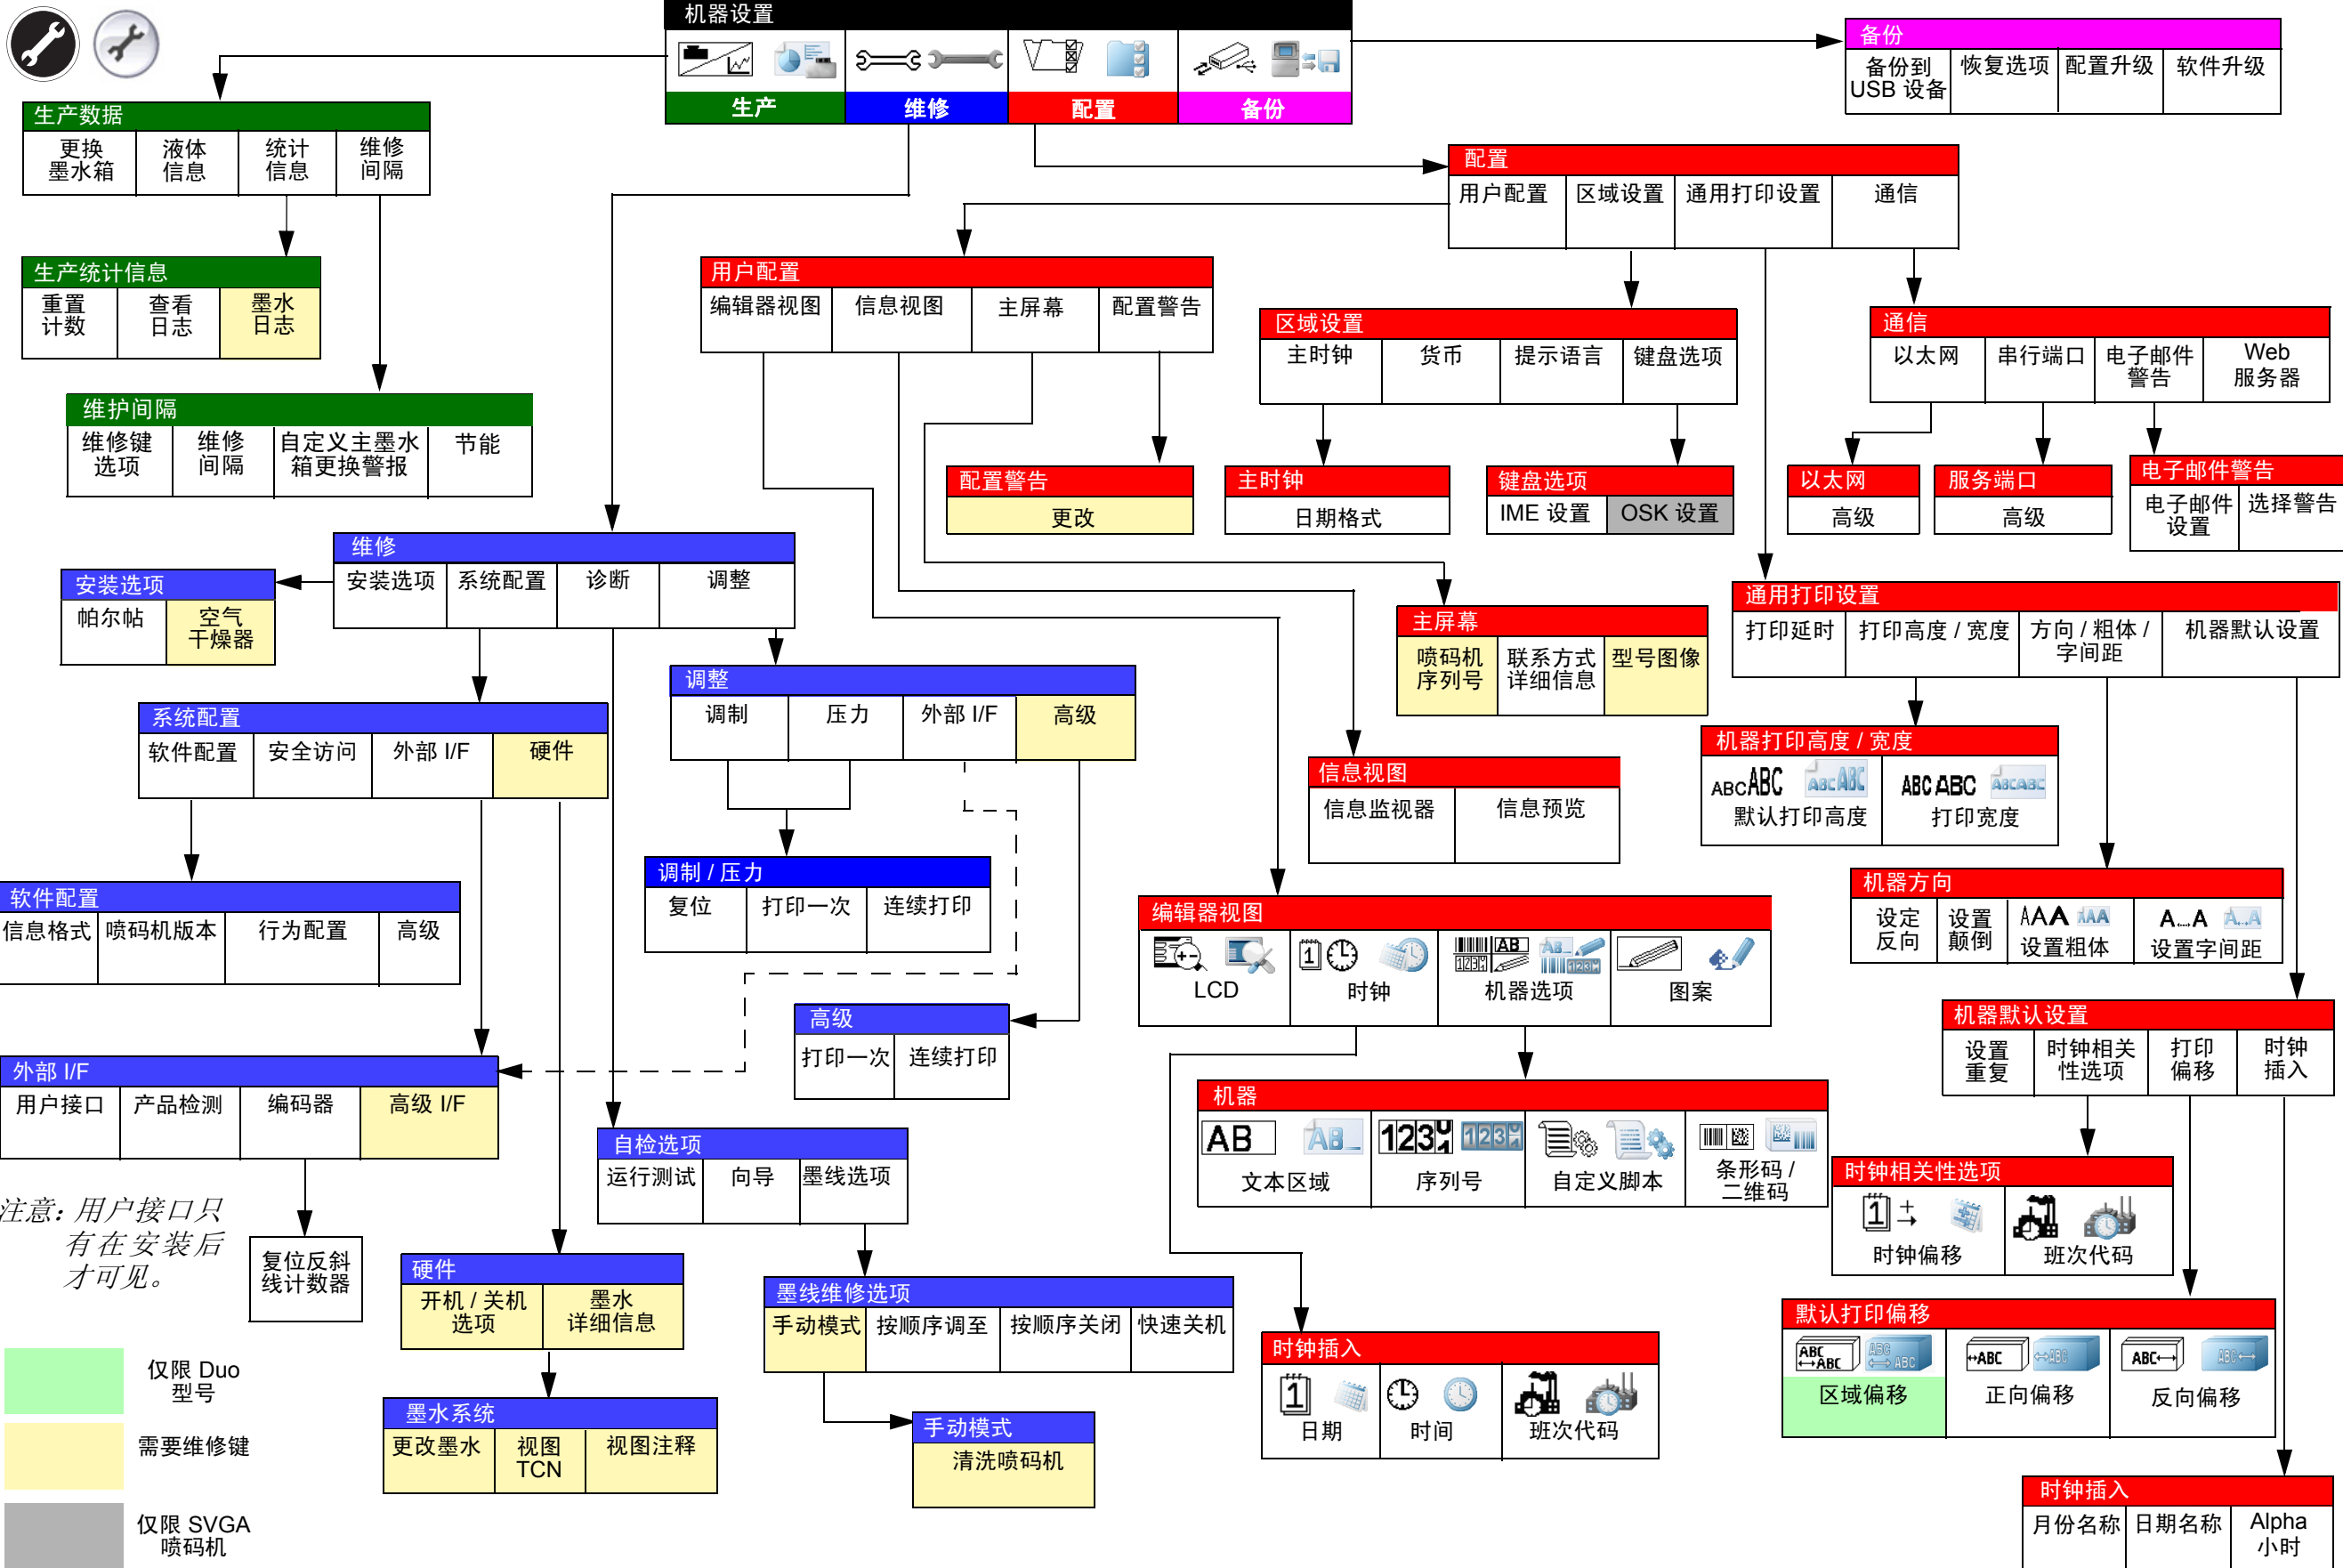 机器设置
生产
维修
配置
备份
备份
备份到
USB 设备
恢复选项
配置升级
软件升级
生产数据
更换
墨水箱
液体
信息
统计
信息
维修
间隔
配置
用户配置
区域设置
通用打印设置
通信
生产统计信息
重置
计数
查看
日志
墨水
日志
用户配置
编辑器视图
信息视图
主屏幕
配置警告
区域设置
主时钟
货币
提示语言
键盘选项
通信
以太网
串行端口
电子邮件
警告
Web
服务器
维护间隔
维修键
选项
维修
间隔
自定义主墨水
箱更换警报
节能
配置警告
更改
主时钟
日期格式
键盘选项
IME 设置
OSK 设置
以太网
高级
服务端口
高级
电子邮件警告
电子邮件
设置
选择警告
维修
安装选项
系统配置
诊断
调整
安装选项
帕尔帖
空气
干燥器
主屏幕
喷码机
序列号
联系方式
详细信息
型号图像
通用打印设置
打印延时
打印高度 / 宽度
方向 / 粗体 /
字间距
机器默认设置
调整
调制
压力
外部 I/F
高级
系统配置
软件配置
安全访问
外部 I/F
硬件
机器打印高度 / 宽度
ABCABC
ABCABC
默认打印高度
ABC ABC
ABCABC
打印宽度
信息视图
信息监视器
信息预览
调制 / 压力
复位
打印一次
连续打印
软件配置
信息格式
喷码机版本
行为配置
高级
机器方向
设定
反向
设置
颠倒
AAA
AAA
设置粗体
A...A
A...A
设置字间距
编辑器视图
LCD
1
时钟
AB
123
AB
123
机器选项
图案
高级
打印一次
连续打印
机器默认设置
设置
重复
时钟相关
性选项
打印
偏移
时钟
插入
外部 I/F
用户接口
产品检测
编码器
高级 I/F
机器
AB
AB_
文本区域
123
123
序列号
自定义脚本
条形码 /
二维码
自检选项
运行测试
向导
墨线选项
时钟相关性选项
1
时钟偏移
班次代码
注意: 用户接口只
有在安装后
才可见。
复位反斜
线计数器
硬件
开机 / 关机
选项
墨水
详细信息
墨线维修选项
手动模式
按顺序调至
按顺序关闭
快速关机
默认打印偏移
ABC
↔ABC
ABC
⇔ABC
区域偏移
↔ABC
⇔ABC
正向偏移
ABC↔
ABC⇔
反向偏移
时钟插入
1
日期
时间
班次代码
仅限 Duo
型号
墨水系统
更改墨水
视图
TCN
视图注释
手动模式
清洗喷码机
需要维修键
时钟插入
月份名称
日期名称
Alpha
小时
仅限 SVGA
喷码机